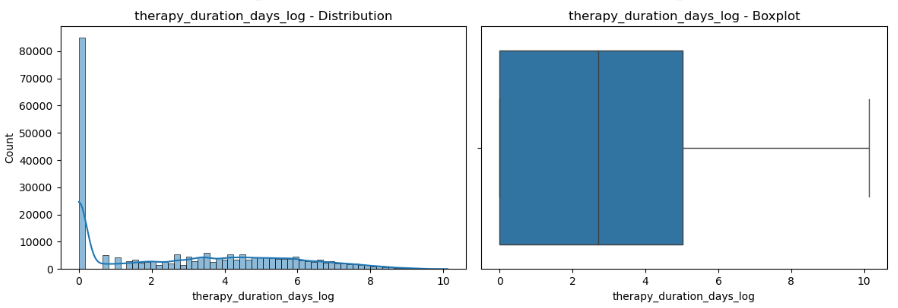 therapy_duration_days_log - Distribution
Count
80000
70000
60000
50000
40000
30000
20000
10000
0
0 2 4 6 8 10
therapy_duration_days_log
therapy_duration_days_log - Boxplot
0 2 4 6 8 10
therapy_duration_days_log